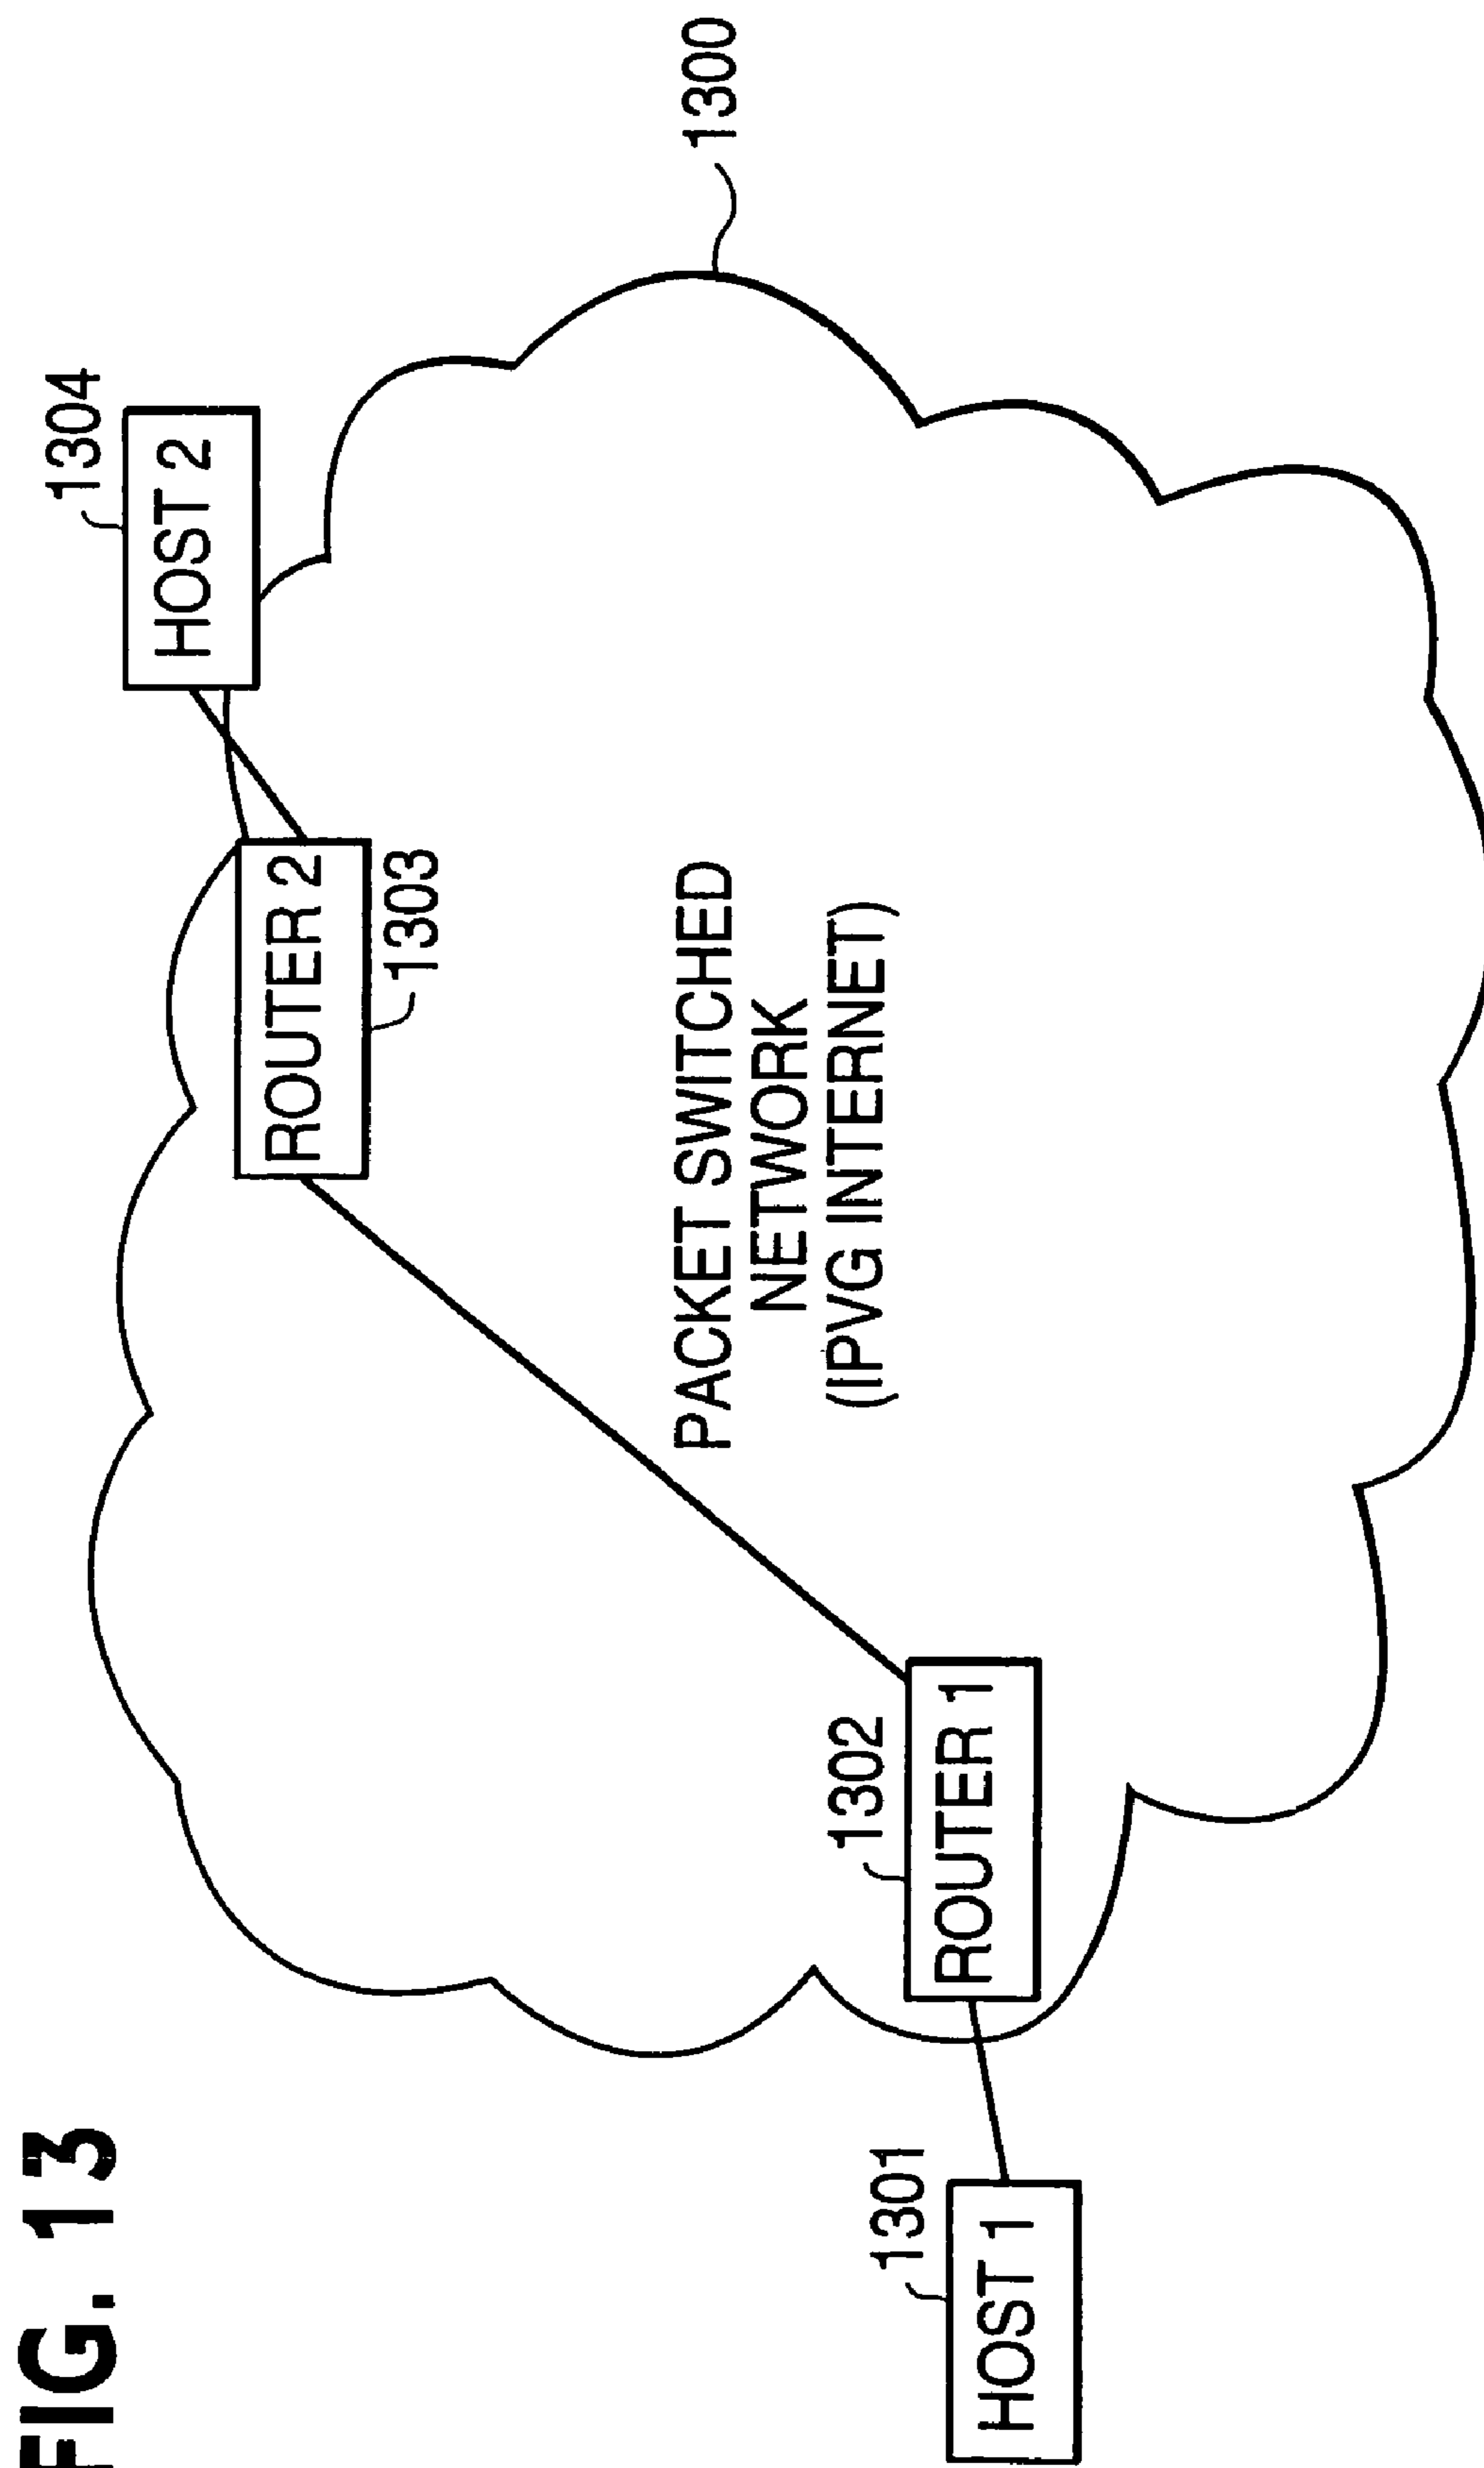 FIG. 13
1304
HOST 2
ROUTER 2
1303
1300
PACKET SWITCHED
NETWORK
(IPVG INTERNET)
1302
ROUTER 1
1301
HOST 1